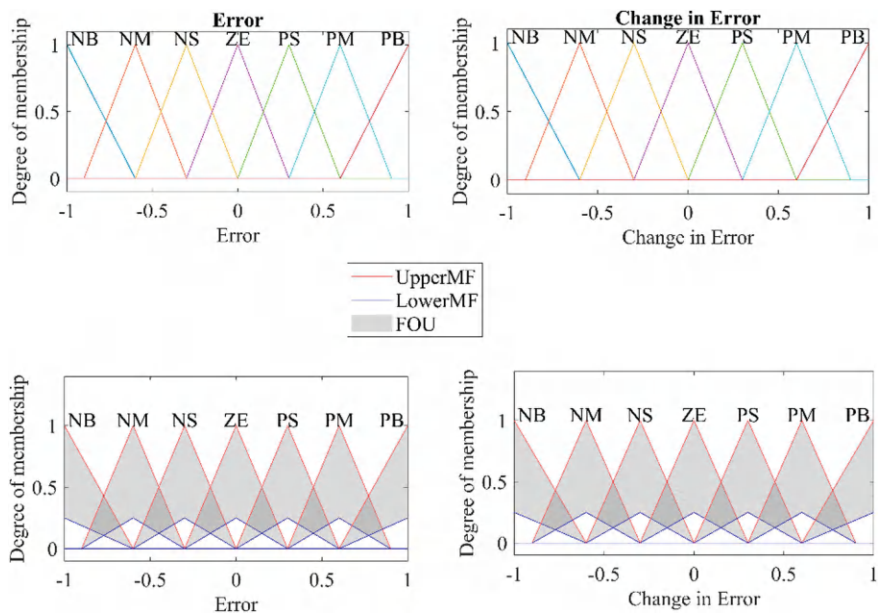 Error
NB NM NS ZE PS PM PB
1
0.5
0
Degree of membership
-1 -0.5 0 0.5 1
Error
Change in Error
NB NM NS ZE PS PM PB
1
0.5
0
Degree of membership
-1 -0.5 0 0.5 1
Change in Error
UpperMF
LowerMF
FOU
NB NM NS ZE PS PM PB
1
0.5
0
Degree of membership
-1 -0.5 0 0.5 1
Error
NB NM NS ZE PS PM PB
1
0.5
0
Degree of membership
-1 -0.5 0 0.5 1
Change in Error